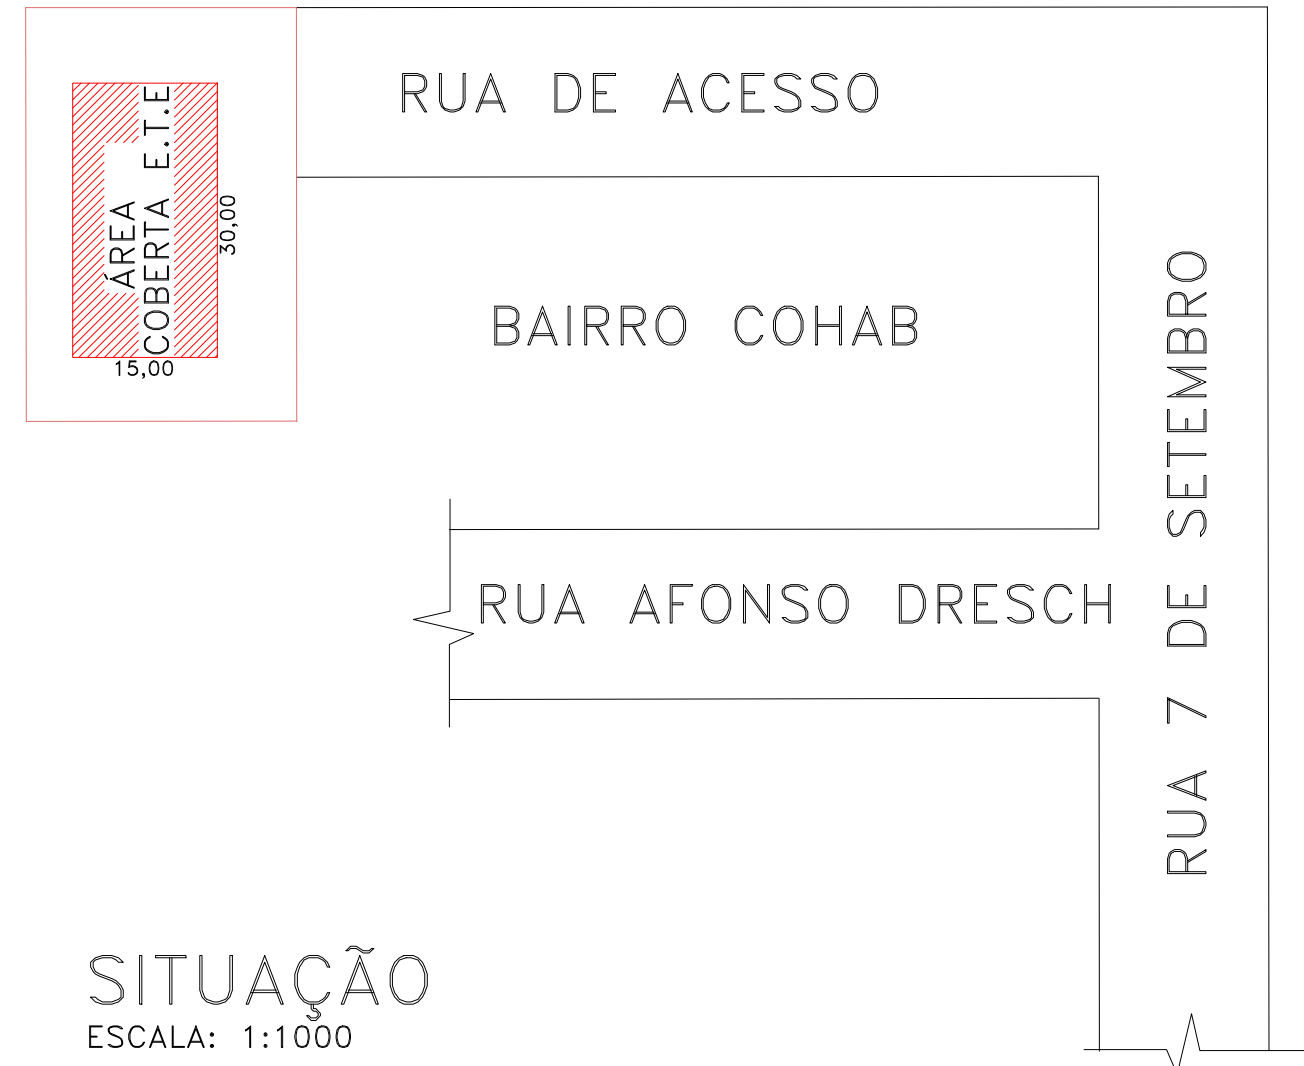 RUA DE ACESSO
ÁREA
COBERTA E.T.E
30,00
15,00
BAIRRO COHAB
RUA AFONSO DRESCH
RUA 7 DE SETEMBRO
SITUAÇÃO
ESCALA: 1:1000